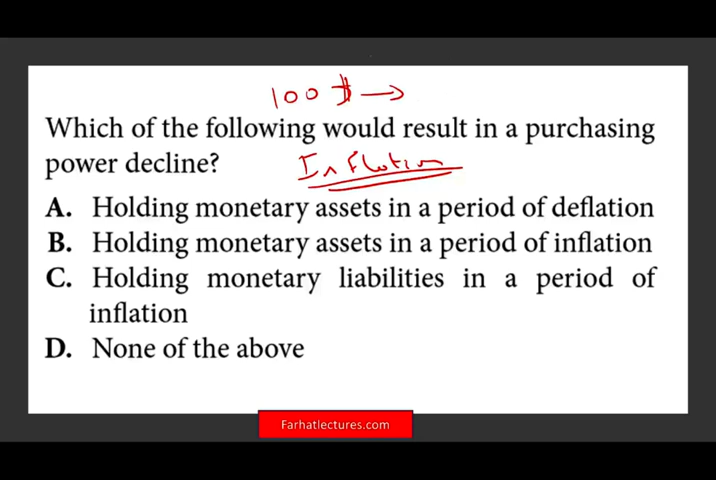 100 $ →
Which of the following would result in a purchasing
power decline?
Inflation
A. Holding monetary assets in a period of deflation
B. Holding monetary assets in a period of inflation
C. Holding monetary liabilities in a period of
inflation
D. None of the above
Farhatlectures.com